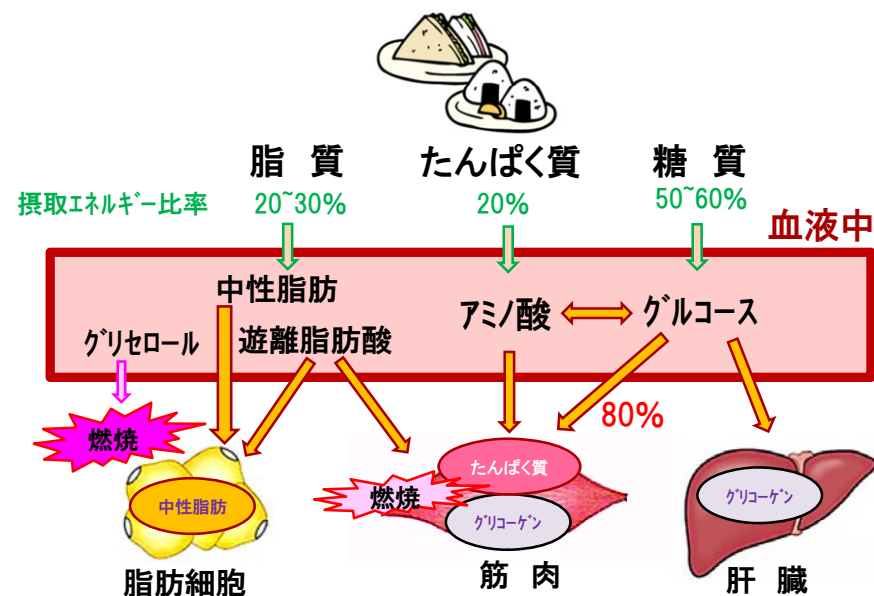 脂 質
たんぱく質
糖 質
摂取ｴﾈﾙｷﾞｰ比率
20~30%
20%
50~60%
血液中
中性脂肪
ｸﾞﾘｾﾛｰﾙ
遊離脂肪酸
アミノ酸
ｸﾞﾙｺｰｽ
80%
燃焼
中性脂肪
脂肪細胞
たんぱく質
燃焼
ｸﾞﾘｺｰｹﾞﾝ
筋 肉
ｸﾞﾘｺｰｹﾞﾝ
肝 臓